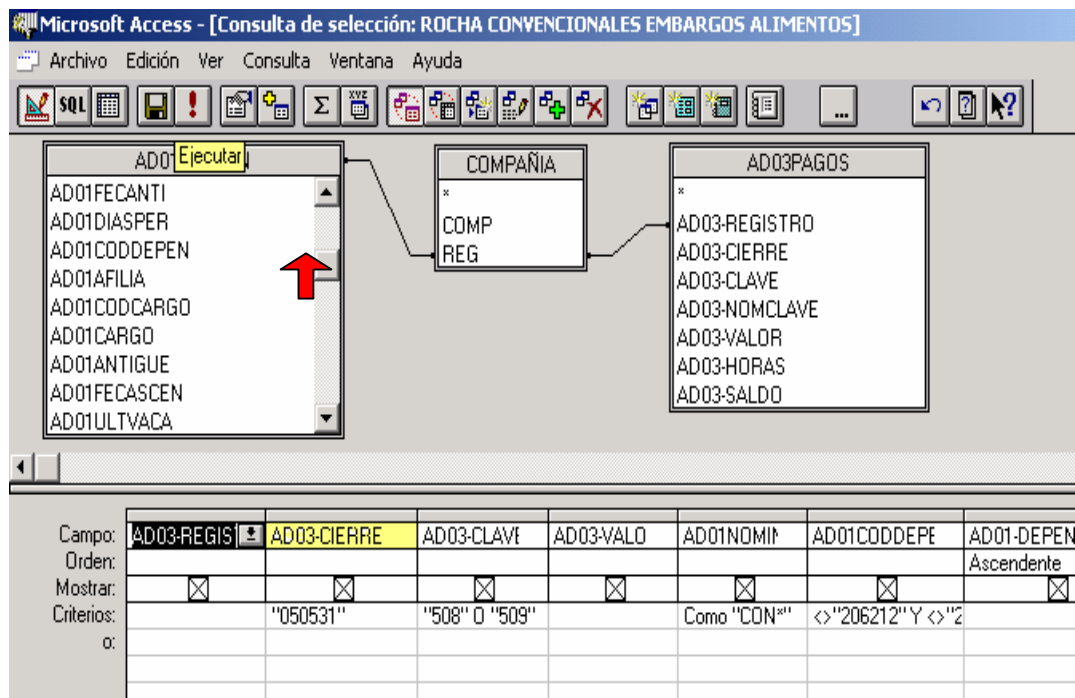 Microsoft Access - [Consulta de selección: ROCHA CONVENCIONALES EMBARGOS ALIMENTOS]
Archivo Edición Ver Consulta Ventana Ayuda
SQL ! Σ XYZ ... ? ?
Ejecutar
AD01
AD01FECANTI
AD01DIASPER
AD01CODDEPEN
AD01AFILIA
AD01CODCARGO
AD01CARGO
AD01ANTIGUE
AD01FECASCEN
AD01ULTVACA
COMPAÑIA
*
COMP
REG
AD03PAGOS
*
AD03-REGISTRO
AD03-CIERRE
AD03-CLAVE
AD03-NOMCLAVE
AD03-VALOR
AD03-HORAS
AD03-SALDO
Campo: AD03-REGIS AD03-CIERRE AD03-CLAVE AD03-VALO AD01NOMIN AD01CODDEPE AD01-DEPEN
Orden: Ascendente
Mostrar:
Criterios: "050531" "508" O "509" Como "CON*" <>"206212" Y <>"2
o: